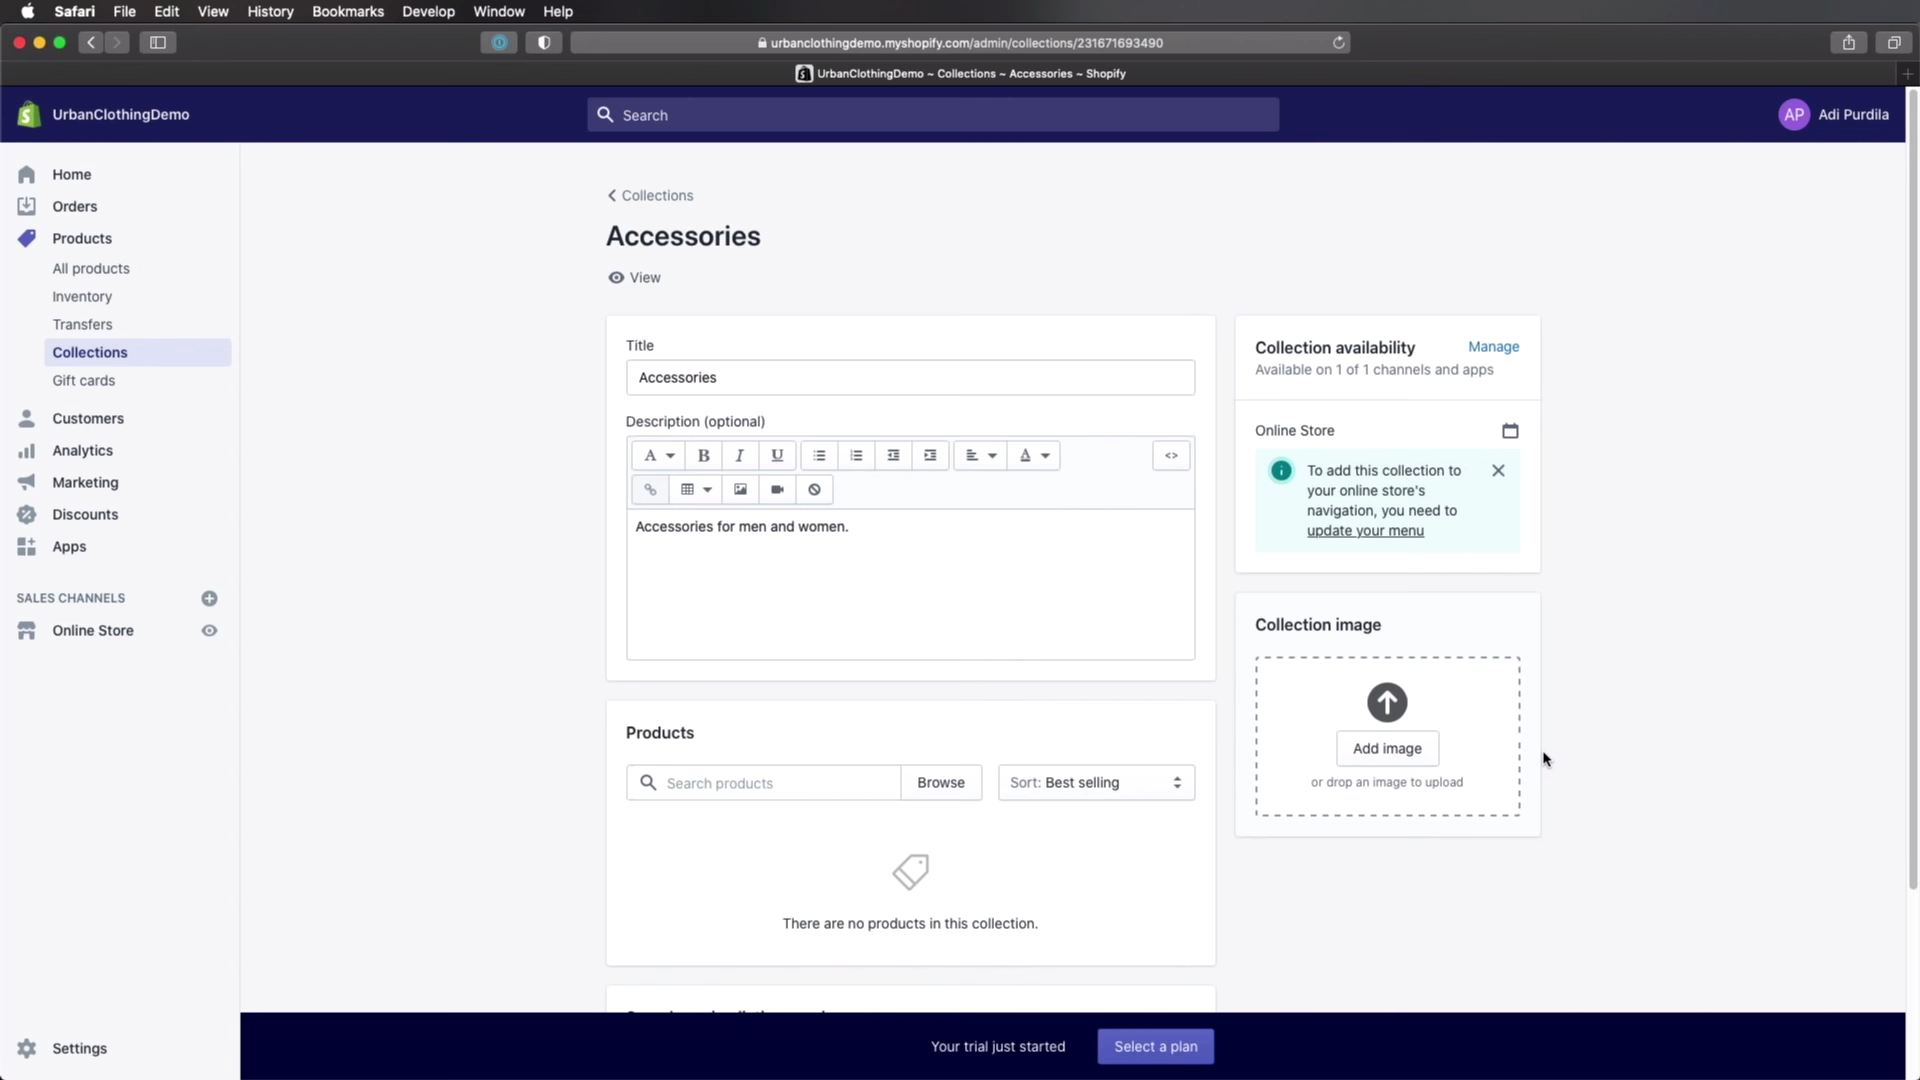 Safari File Edit View History Bookmarks Develop Window Help
urbanclothingdemo.myshopify.com/admin/collections/231671693490
UrbanClothingDemo ~ Collections ~ Accessories ~ Shopify
UrbanClothingDemo
Search
AP Adi Purdila
Home
Orders
Products
All products
Inventory
Transfers
Collections
Gift cards
Customers
Analytics
Marketing
Discounts
Apps
SALES CHANNELS
Online Store
Settings
Collections
Accessories
View
Title
Accessories
Description (optional)
A B I U A <>
Accessories for men and women.
Products
Search products Browse Sort: Best selling
There are no products in this collection.
Collection availability Manage
Available on 1 of 1 channels and apps
Online Store
To add this collection to
your online store's
navigation, you need to
update your menu
Collection image
Add image
or drop an image to upload
Your trial just started Select a plan